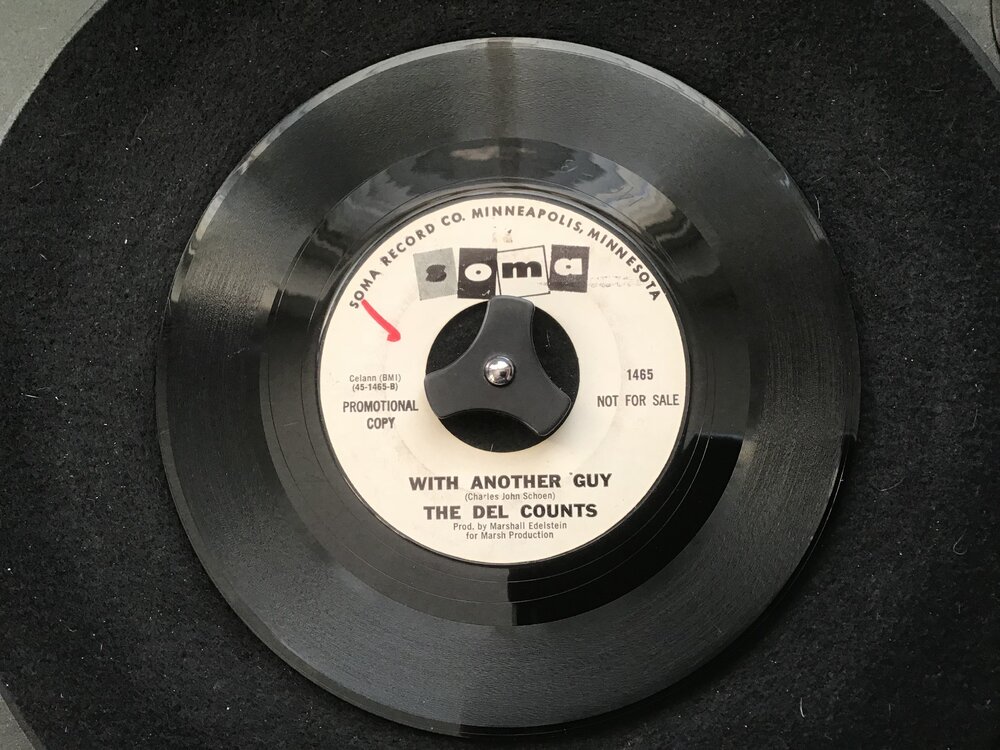 SOMA RECORD CO. MINNEAPOLIS, MINNESOTA
soma
Celann (BMI)
(45-1465-B)
PROMOTIONAL
COPY
1465
NOT FOR SALE
WITH ANOTHER GUY
(Charles John Schoen)
THE DEL COUNTS
Prod. by Marshall Edelstein
for Marsh Production